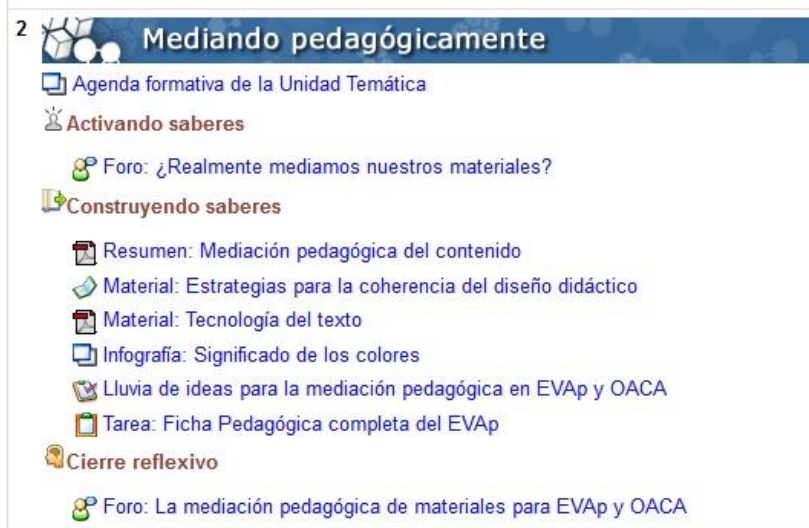 2
Mediando pedagógicamente
Agenda formativa de la Unidad Temática
Activando saberes
Foro: ¿Realmente mediamos nuestros materiales?
Construyendo saberes
Resumen: Mediación pedagógica del contenido
Material: Estrategias para la coherencia del diseño didáctico
Material: Tecnología del texto
Infografía: Significado de los colores
Lluvia de ideas para la mediación pedagógica en EVAp y OACA
Tarea: Ficha Pedagógica completa del EVAp
Cierre reflexivo
Foro: La mediación pedagógica de materiales para EVAp y OACA